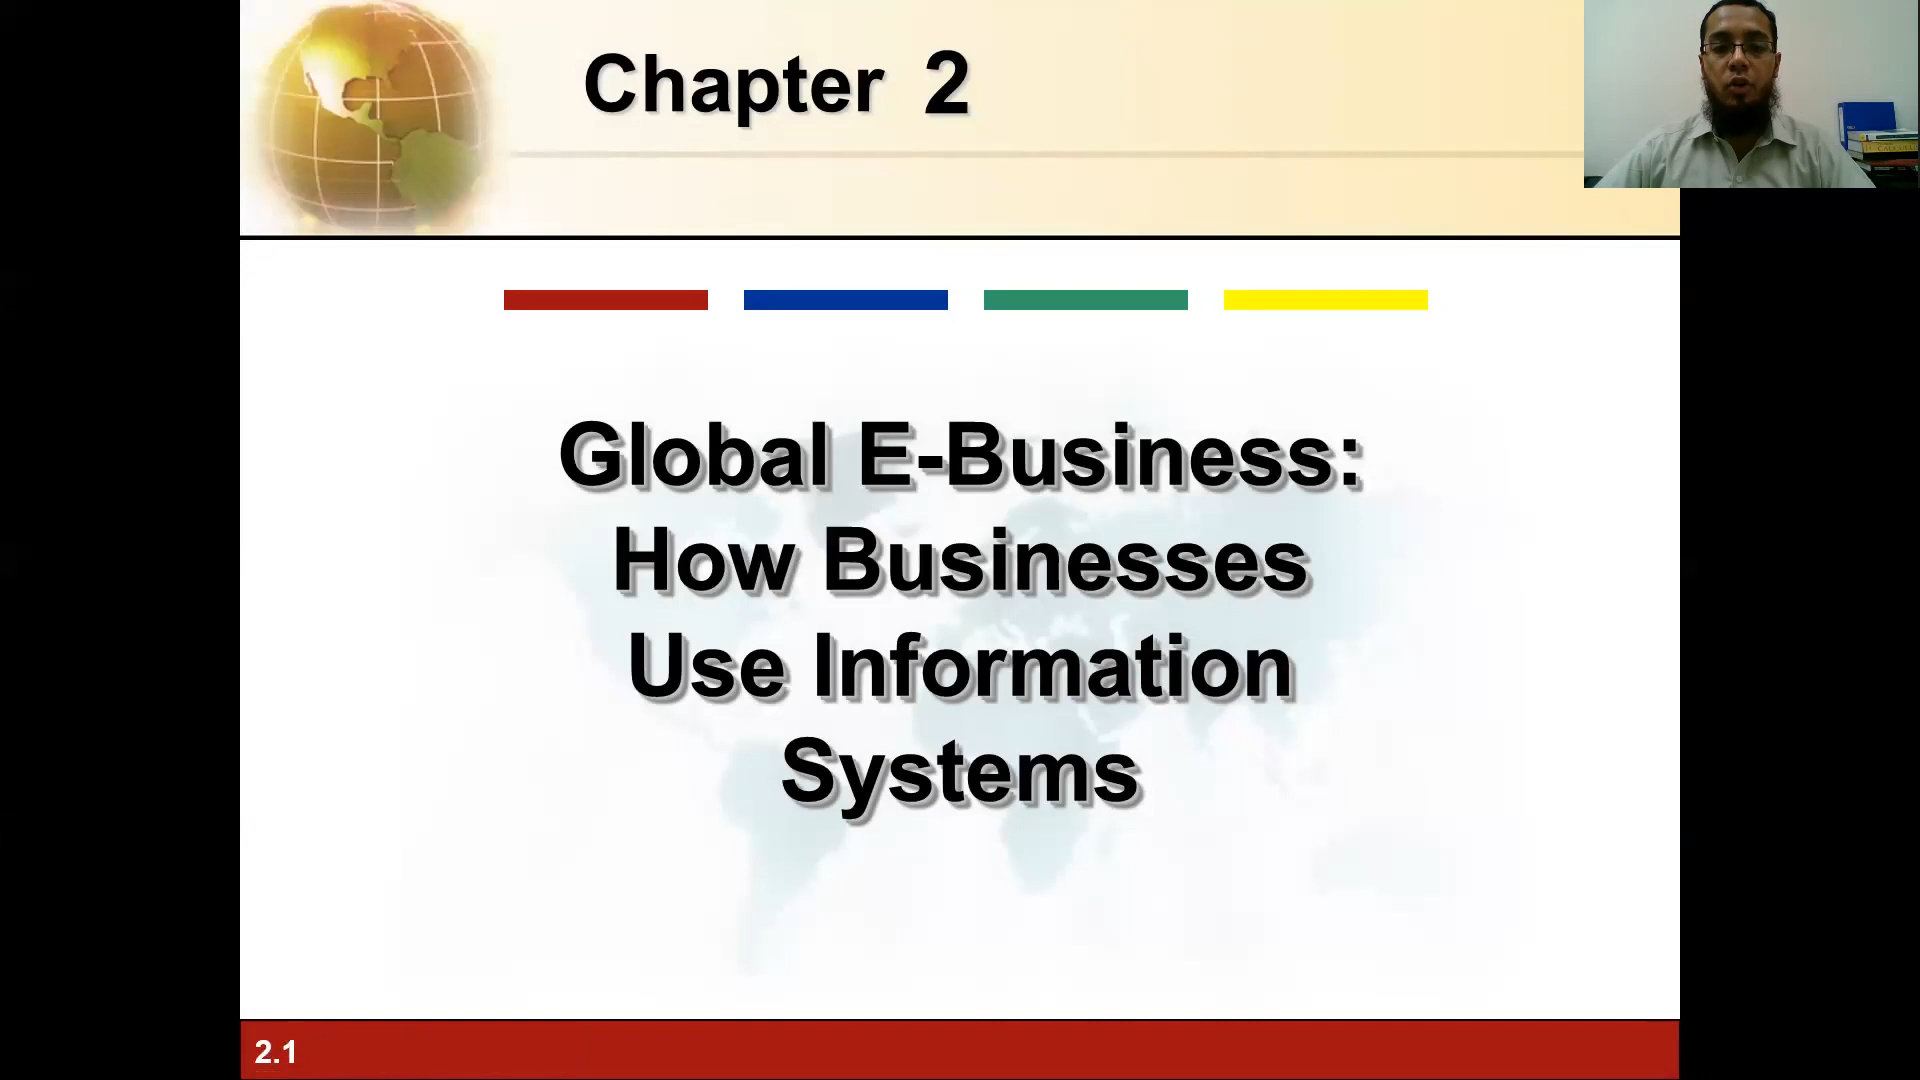 Chapter 2
Global E-Business:
How Businesses
Use Information
Systems
2.1